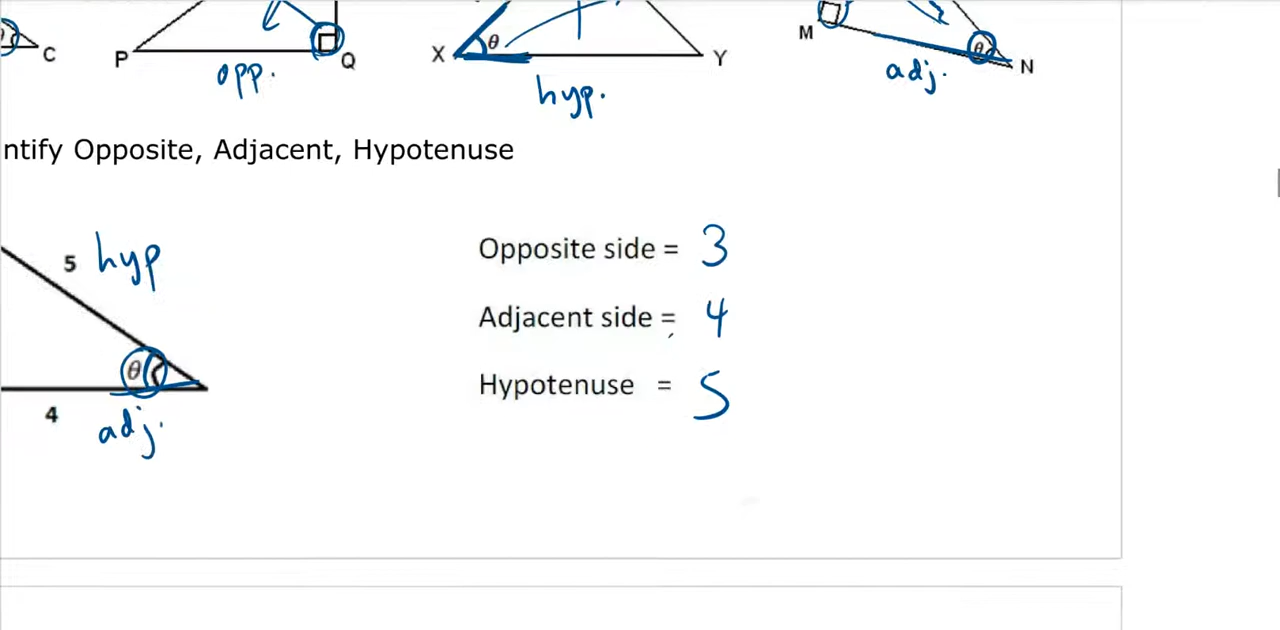 θ C P Q X θ Y M θ N
opp. hyp. adj.
ntify Opposite, Adjacent, Hypotenuse
5 hyp
Opposite side = 3
Adjacent side = 4
θ
Hypotenuse = 5
4
adj.